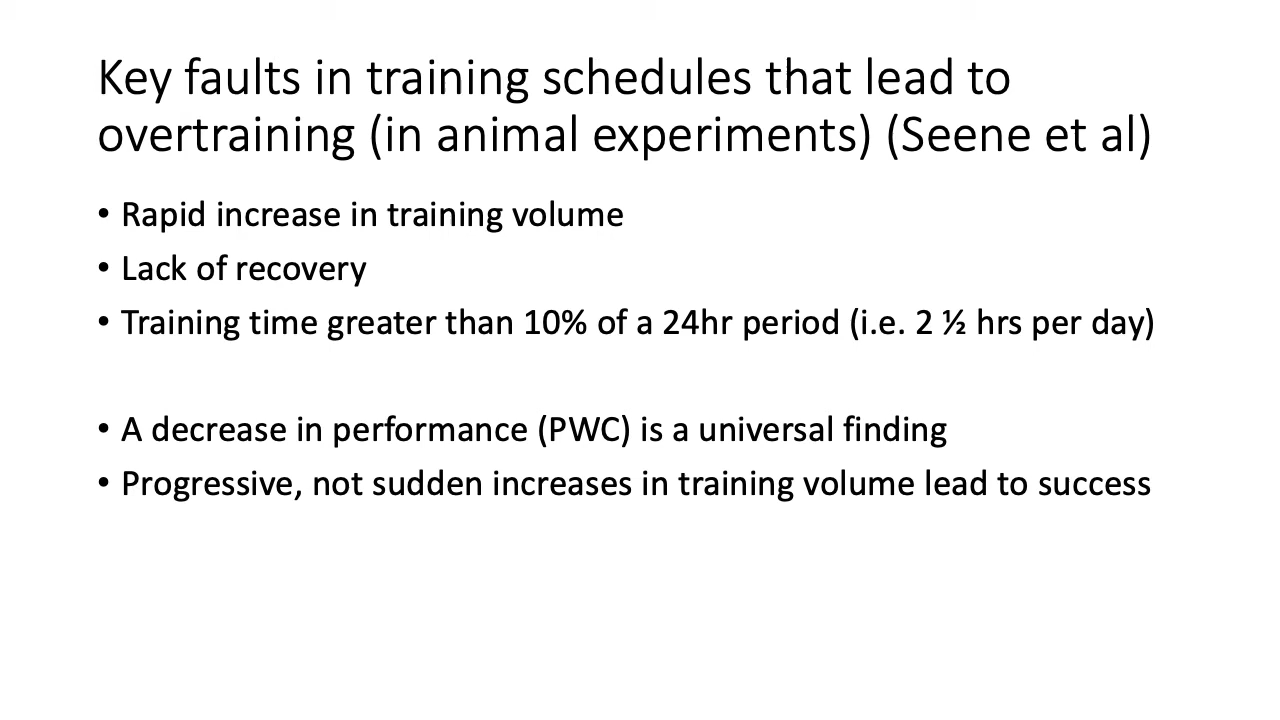 Key faults in training schedules that lead to
overtraining (in animal experiments) (Seene et al)
• Rapid increase in training volume
• Lack of recovery
• Training time greater than 10% of a 24hr period (i.e. 2 ½ hrs per day)
• A decrease in performance (PWC) is a universal finding
• Progressive, not sudden increases in training volume lead to success